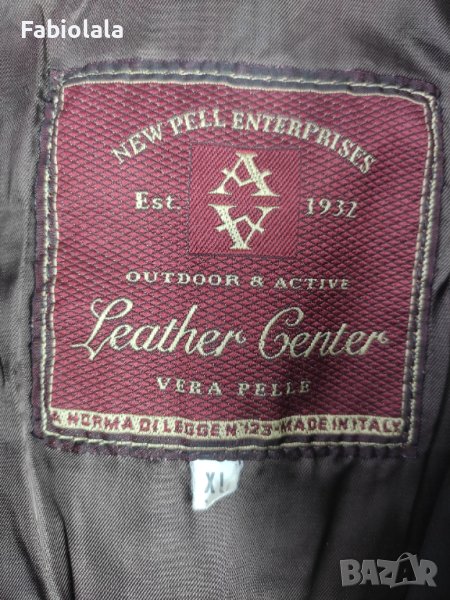 Fabiolala
NEW PELL ENTERPRISES
Est. 1932
OUTDOOR & ACTIVE
Leather Center
VERA PELLE
A NORMA DI LEGGE N° 123-MADE IN ITALY
XL
BAZAR